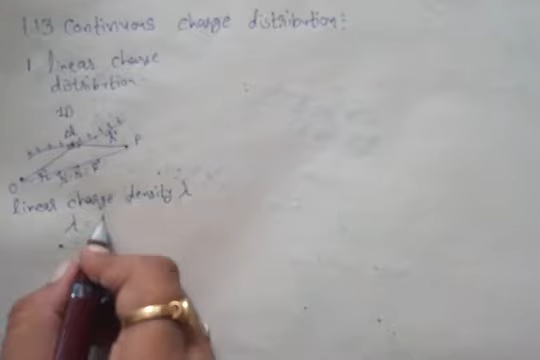 1.13 Continuous charge distribution:
1 linear charge
distribution-
1D
P
O
linear charge density λ
λ =